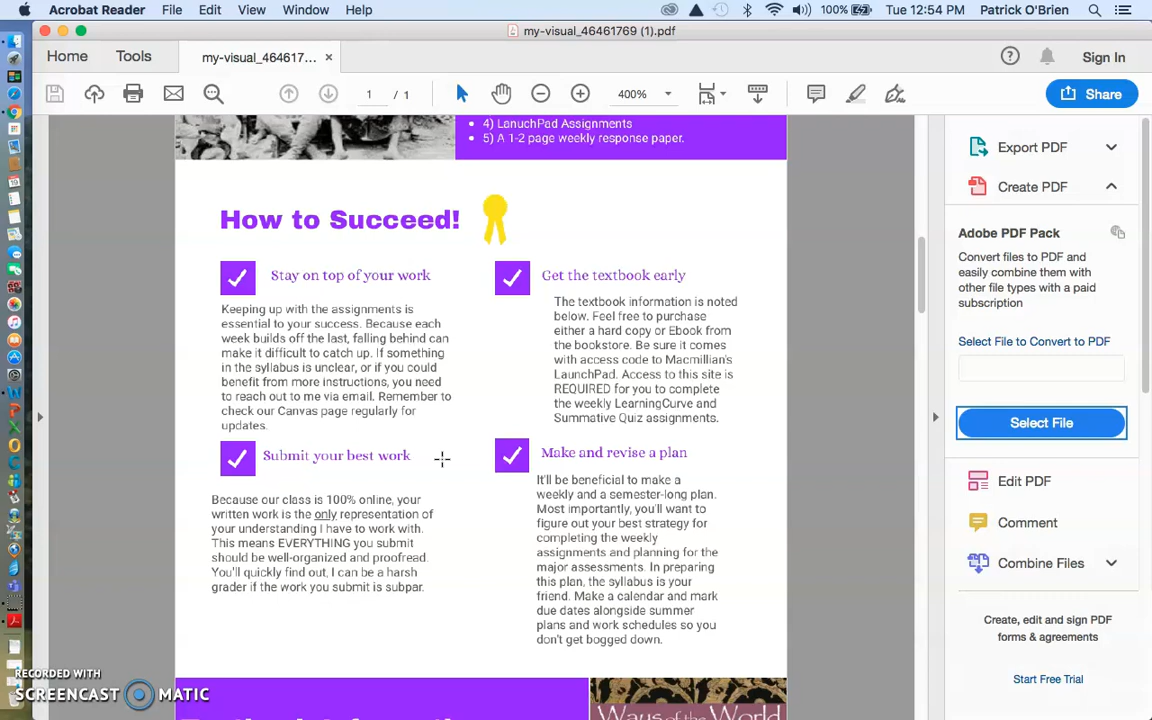 Acrobat Reader File Edit View Window Help 100% Tue 12:54 PM Patrick O'Brien
my-visual_46461769 (1).pdf
Home Tools my-visual_464617... × Sign In
1 / 1 400% Share
4) LanuchPad Assignments
5) A 1-2 page weekly response paper.
How to Succeed!
Stay on top of your work
Keeping up with the assignments is
essential to your success. Because each
week builds off the last, falling behind can
make it difficult to catch up. If something
in the syllabus is unclear, or if you could
benefit from more instructions, you need
to reach out to me via email. Remember to
check our Canvas page regularly for
updates.
Get the textbook early
The textbook information is noted
below. Feel free to purchase
either a hard copy or Ebook from
the bookstore. Be sure it comes
with access code to Macmillian's
LaunchPad. Access to this site is
REQUIRED for you to complete
the weekly LearningCurve and
Summative Quiz assignments.
Submit your best work
Because our class is 100% online, your
written work is the only representation of
your understanding I have to work with.
This means EVERYTHING you submit
should be well-organized and proofread.
You'll quickly find out, I can be a harsh
grader if the work you submit is subpar.
Make and revise a plan
It'll be beneficial to make a
weekly and a semester-long plan.
Most importantly, you'll want to
figure out your best strategy for
completing the weekly
assignments and planning for the
major assessments. In preparing
this plan, the syllabus is your
friend. Make a calendar and mark
due dates alongside summer
plans and work schedules so you
don't get bogged down.
Ways of the World
Export PDF
Create PDF
Adobe PDF Pack
Convert files to PDF and
easily combine them with
other file types with a paid
subscription
Select File to Convert to PDF
Select File
Edit PDF
Comment
Combine Files
Create, edit and sign PDF
forms & agreements
Start Free Trial
RECORDED WITH
SCREENCAST MATIC